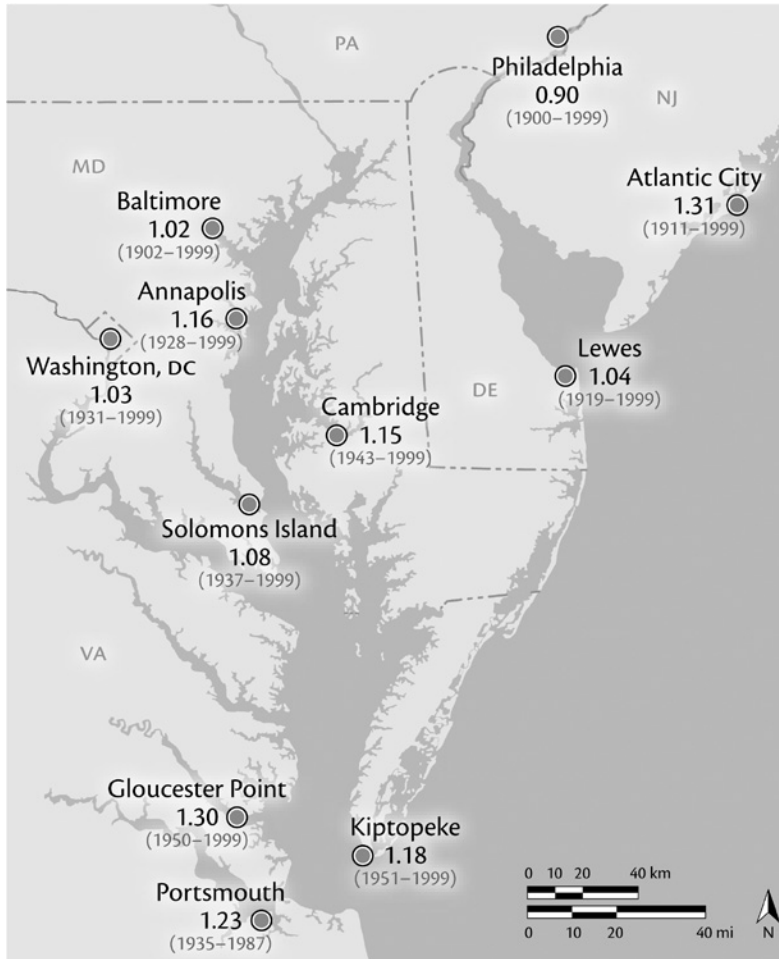 PA
Philadelphia
0.90
(1900–1999)
NJ
MD
Baltimore
1.02
(1902–1999)
Atlantic City
1.31
(1911–1999)
Annapolis
1.16
(1928–1999)
Washington, DC
1.03
(1931–1999)
Lewes
1.04
(1919–1999)
DE
Cambridge
1.15
(1943–1999)
Solomons Island
1.08
(1937–1999)
VA
Gloucester Point
1.30
(1950–1999)
Kiptopeke
1.18
(1951–1999)
Portsmouth
1.23
(1935–1987)
0 10 20 40 km
0 10 20 40 mi
N